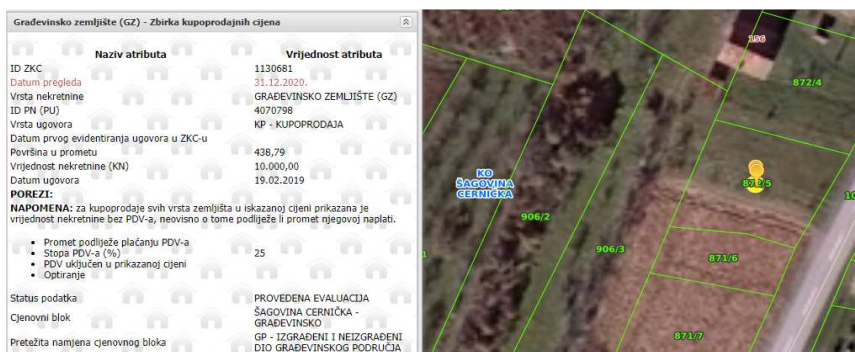 Građevinsko zemljište (GZ) - Zbirka kupoprodajnih cijena
Naziv atributa Vrijednost atributa
ID ZKC 1130681
Datum pregleda 31.12.2020.
Vrsta nekretnine GRAĐEVINSKO ZEMLJIŠTE (GZ)
ID PN (PU) 4070798
Vrsta ugovora KP - KUPOPRODAJA
Datum prvog evidentiranja ugovora u ZKC-u
Površina u prometu 438,79
Vrijednost nekretnine (KN) 10.000,00
Datum ugovora 19.02.2019
POREZI:
NAPOMENA: za kupoprodaje svih vrsta zemljišta u iskazanoj cijeni prikazana je
vrijednost nekretnine bez PDV-a, neovisno o tome podliježe li promet njegovoj naplati.
• Promet podliježe plaćanju PDV-a
• Stopa PDV-a (%) 25
• PDV uključen u prikazanoj cijeni
• Optiranje
Status podatka PROVEDENA EVALUACIJA
Cjenovni blok ŠAGOVINA CERNIČKA -
GRAĐEVINSKO
Pretežita namjena cjenovnog bloka GP - IZGRAĐENI I NEIZGRAĐENI
DIO GRAĐEVINSKOG PODRUČJA
156
872/4
KO
ŠAGOVINA
CERNIČKA
872/5
10
906/2
1
906/3
871/6
871/7